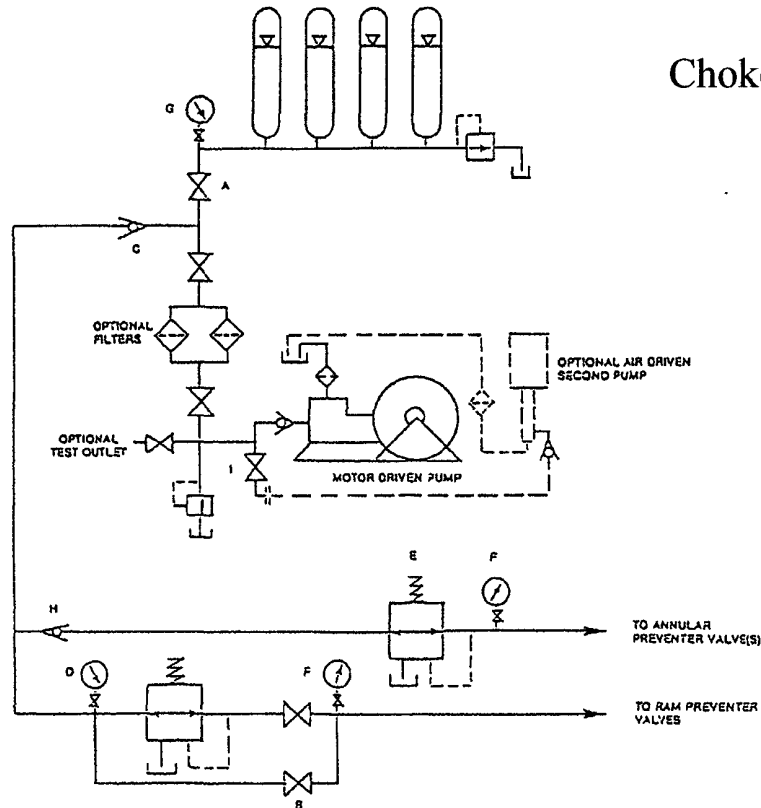 Choke
G
A
C
OPTIONAL
FILTERS
OPTIONAL AIR DRIVEN
SECOND PUMP
OPTIONAL
TEST OUTLET
I
MOTOR DRIVEN PUMP
E
F
H
TO ANNULAR
PREVENTER VALVE(S)
D
F
TO RAM PREVENTER
VALVES
B